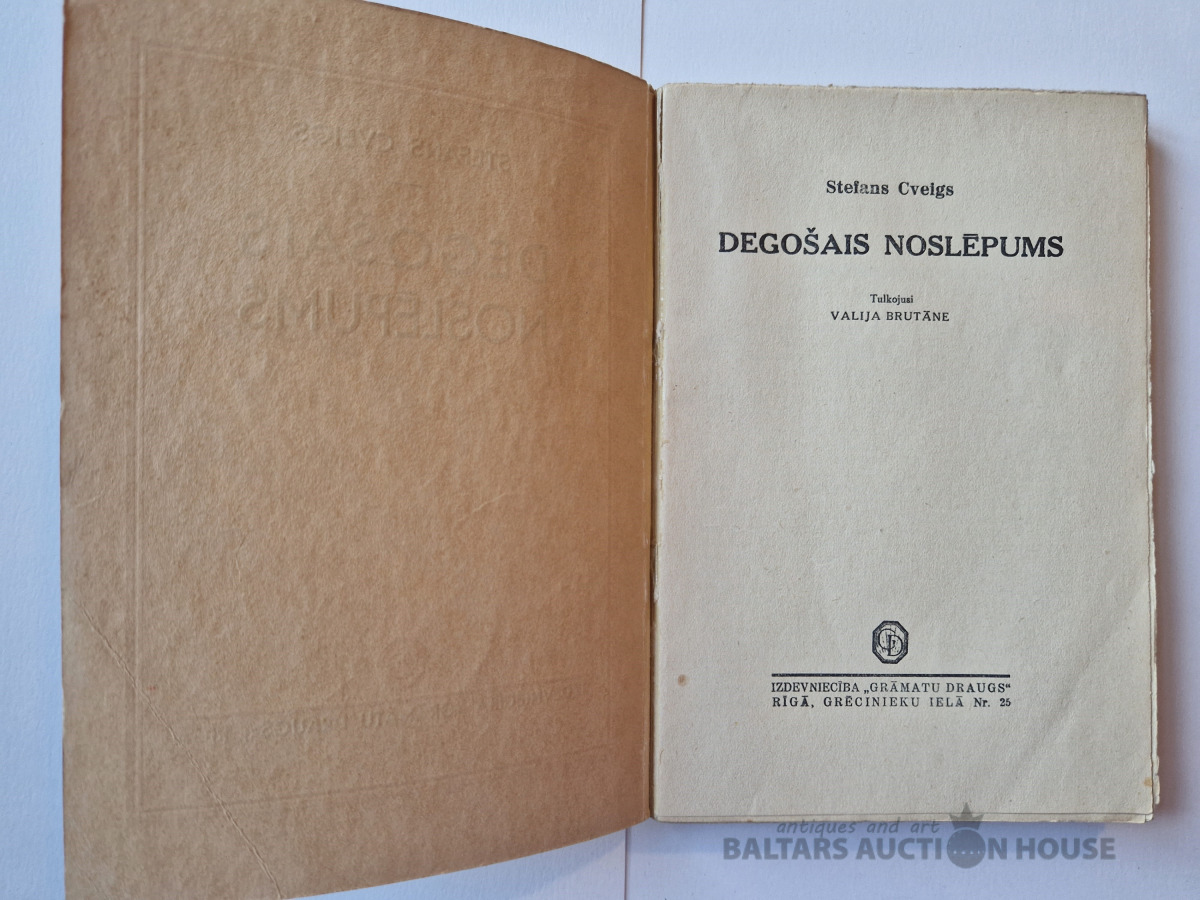 Stefans Cveigs
DEGOŠAIS NOSLĒPUMS
Tulkojusi
VALIJA BRUTĀNE
GD
IZDEVNIECĪBA „GRĀMATU DRAUGS"
RĪGĀ, GRĒCINIEKU IELĀ Nr. 25
antiques and art
BALTARS AUCTION HOUSE